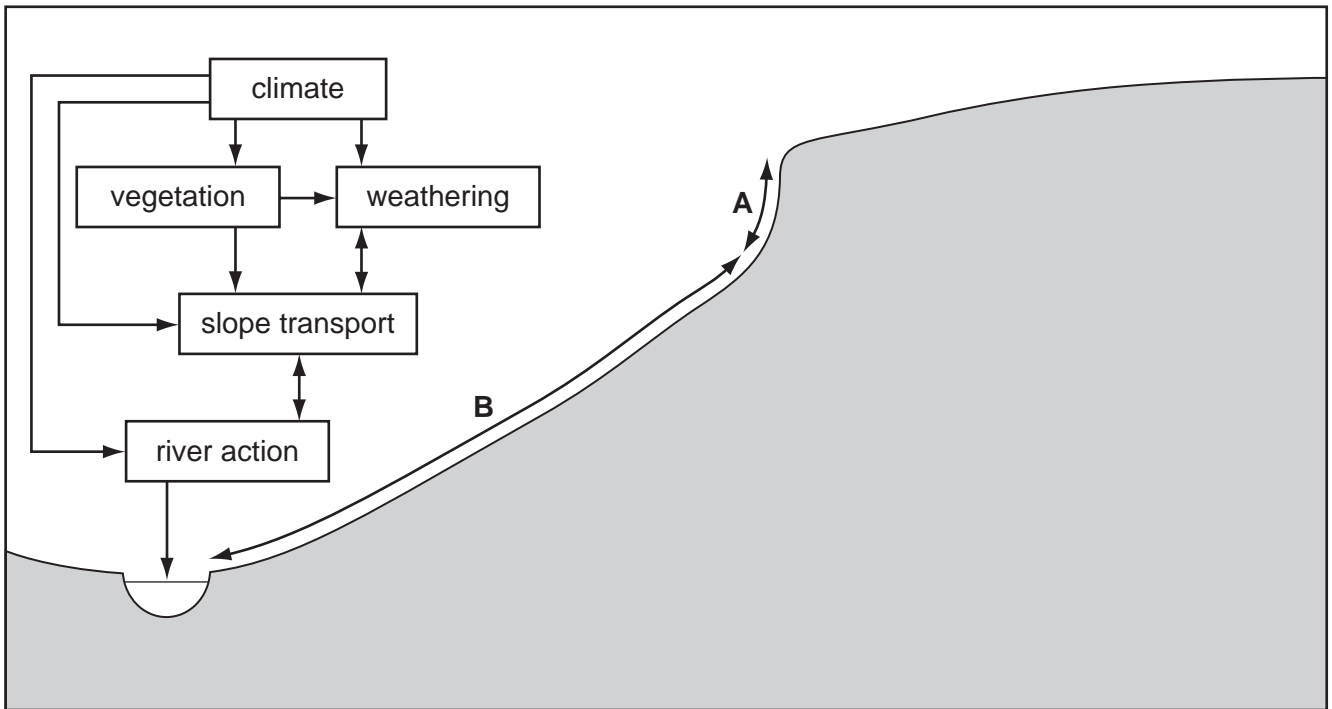 climate
vegetation
weathering
A
slope transport
B
river action